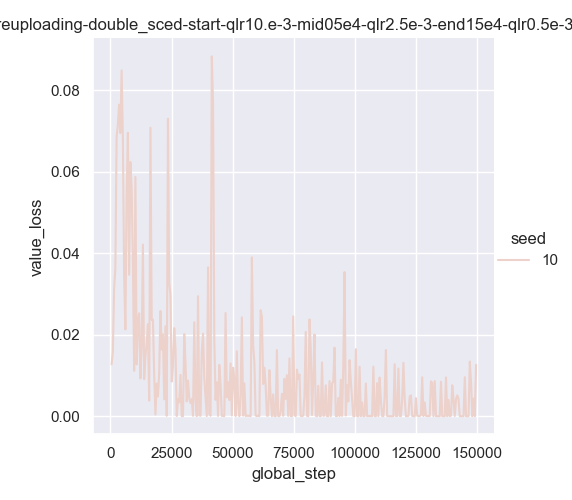 reuploading-double_sced-start-qlr10.e-3-mid05e4-qlr2.5e-3-end15e4-qlr0.5e-3
value_loss
0.08
0.06
0.04
0.02
0.00
0 25000 50000 75000 100000 125000 150000
global_step
seed
10